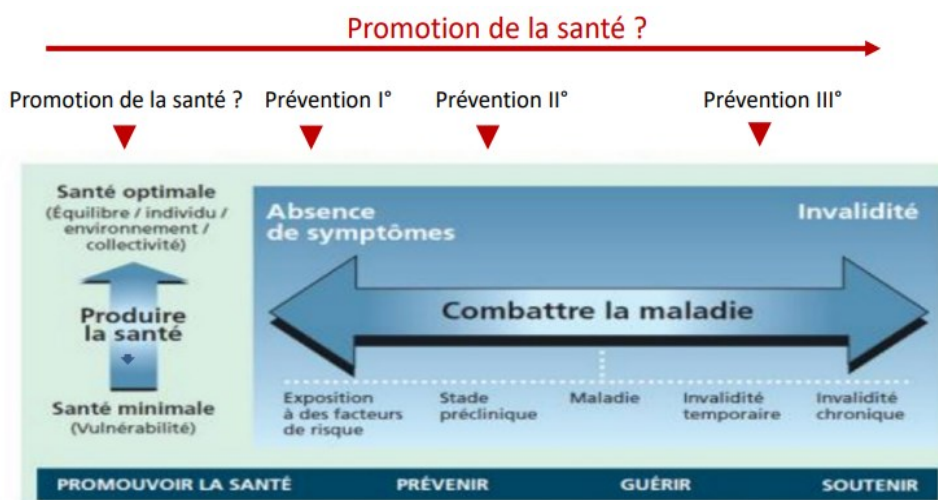 Promotion de la santé ?
Promotion de la santé ? Prévention I° Prévention II° Prévention III°
Santé optimale
(Équilibre / individu /
environnement /
collectivité)
Produire
la santé
Santé minimale
(Vulnérabilité)
Absence
de symptômes
Invalidité
Combattre la maladie
Exposition
à des facteurs
de risque
Stade
préclinique
Maladie
Invalidité
temporaire
Invalidité
chronique
PROMOUVOIR LA SANTÉ PRÉVENIR GUÉRIR SOUTENIR